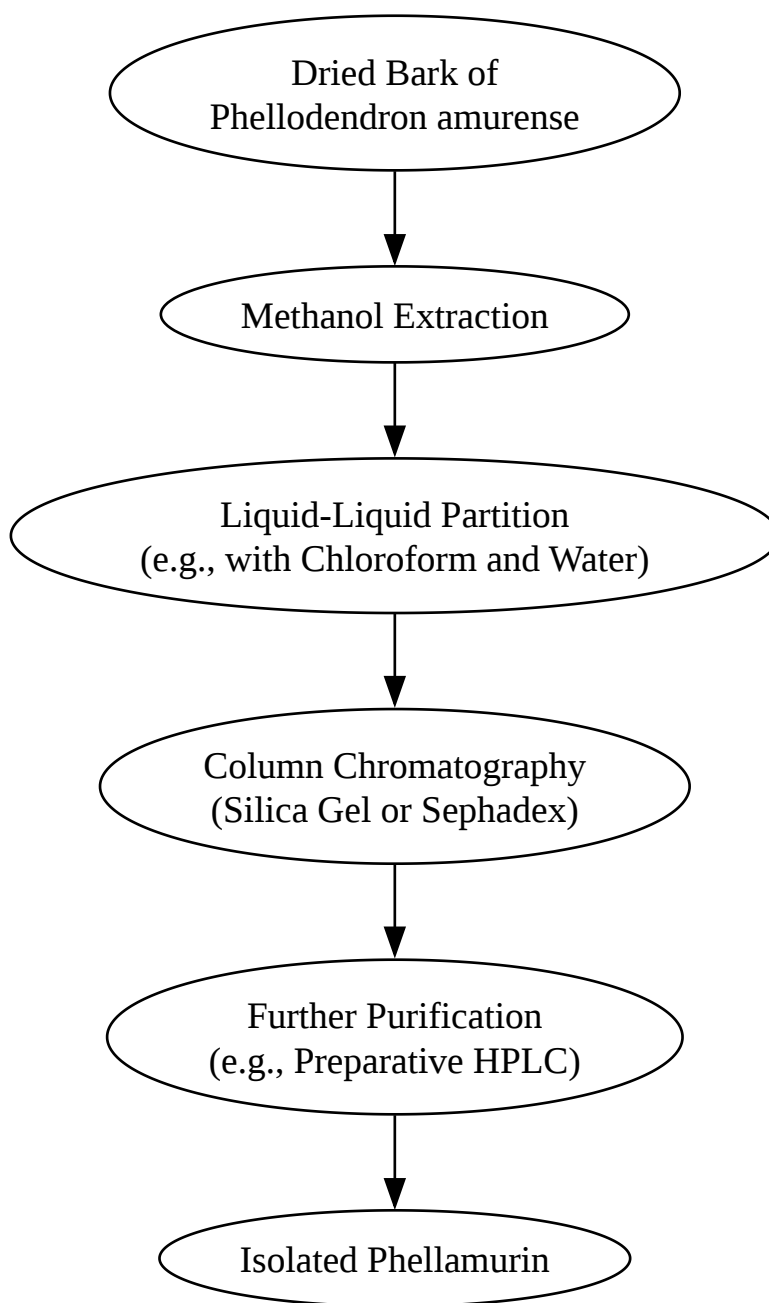 Dried Bark of
Phellodendron amurense
Methanol Extraction
Liquid-Liquid Partition
(e.g., with Chloroform and Water)
Column Chromatography
(Silica Gel or Sephadex)
Further Purification
(e.g., Preparative HPLC)
Isolated Phellamurin